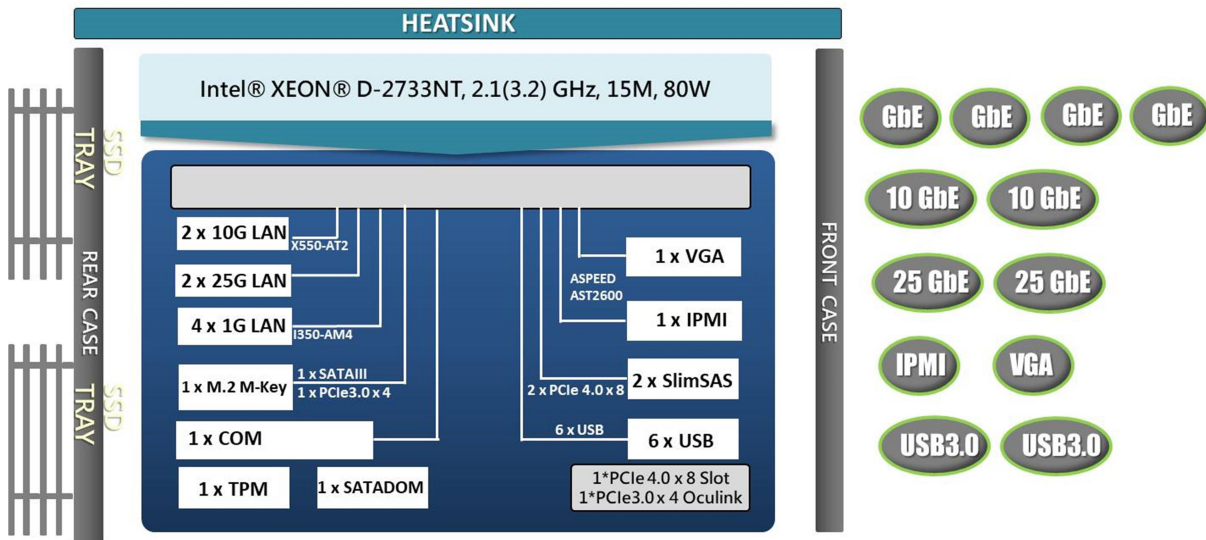 HEATSINK
Intel® XEON® D-2733NT, 2.1(3.2) GHz, 15M, 80W
SSD
TRAY
REAR CASE
SSD
TRAY
2 x 10G LAN
X550-AT2
2 x 25G LAN
4 x 1G LAN
I350-AM4
1 x M.2 M-Key
1 x SATAIII
1 x PCIe3.0 x 4
1 x COM
1 x TPM
1 x SATADOM
1 x VGA
ASPEED
AST2600
1 x IPMI
2 x PCIe 4.0 x 8
2 x SlimSAS
6 x USB
6 x USB
1*PCIe 4.0 x 8 Slot
1*PCIe3.0 x 4 Oculink
FRONT CASE
GbE GbE GbE GbE
10 GbE 10 GbE
25 GbE 25 GbE
IPMI VGA
USB3.0 USB3.0